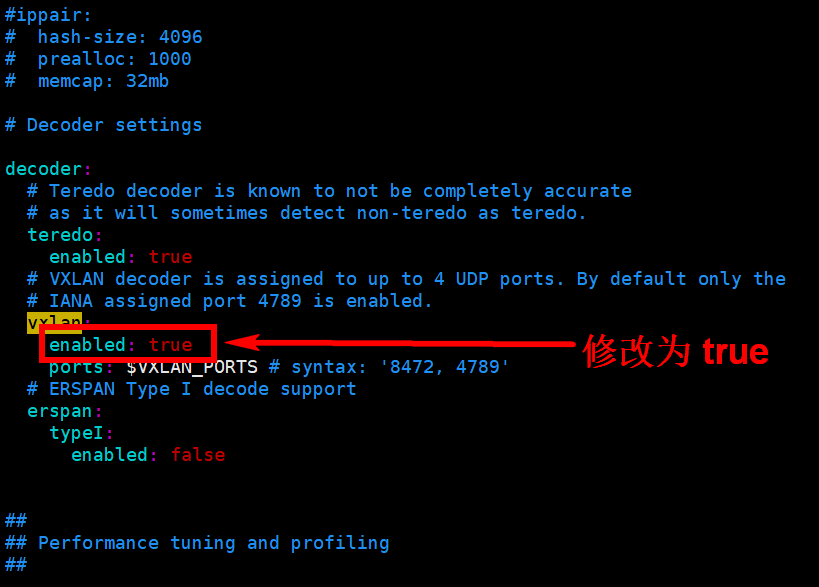 #ippair:
#  hash-size: 4096
#  prealloc: 1000
#  memcap: 32mb
# Decoder settings
decoder:
  # Teredo decoder is known to not be completely accurate
  # as it will sometimes detect non-teredo as teredo.
  teredo:
    enabled: true
  # VXLAN decoder is assigned to up to 4 UDP ports. By default only the
  # IANA assigned port 4789 is enabled.
  vxlan:
    enabled: true
修改为 true
    ports: $VXLAN_PORTS # syntax: '8472, 4789'
  # ERSPAN Type I decode support
  erspan:
    typeI:
      enabled: false
##
## Performance tuning and profiling
##